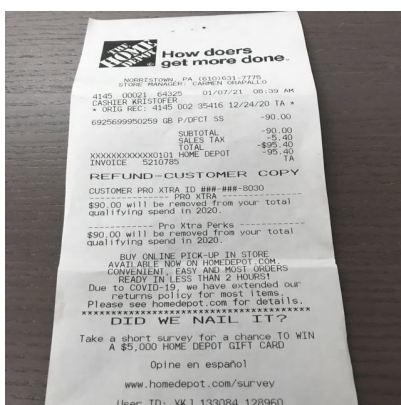 THE HOME DEPOT
How doers
get more done.
NORRISTOWN, PA (610)631-7775
STORE MANAGER: CARMEN ORAPALLO
4145 00021 64325 01/07/21 08:39 AM
CASHIER KRISTOFER
* ORIG REC: 4145 002 35416 12/24/20 TA *
6925699950259 GB P/DFCT SS -90.00
SUBTOTAL -90.00
SALES TAX -5.40
TOTAL -$95.40
XXXXXXXXXXXX0101 HOME DEPOT -95.40
INVOICE 5210785 TA
REFUND-CUSTOMER COPY
CUSTOMER PRO XTRA ID ###-###-8030
------------- PRO XTRA -------------
$90.00 will be removed from your total
qualifying spend in 2020.
---------- Pro Xtra Perks ----------
$90.00 will be removed from your total
qualifying spend in 2020.
BUY ONLINE PICK-UP IN STORE
AVAILABLE NOW ON HOMEDEPOT.COM.
CONVENIENT, EASY AND MOST ORDERS
READY IN LESS THAN 2 HOURS!
Due to COVID-19, we have extended our
returns policy for most items.
Please see homedepot.com for details.
**************************************
DID WE NAIL IT?
Take a short survey for a chance TO WIN
A $5,000 HOME DEPOT GIFT CARD
Opine en español
www.homedepot.com/survey
User ID: XKJ 133084 128960